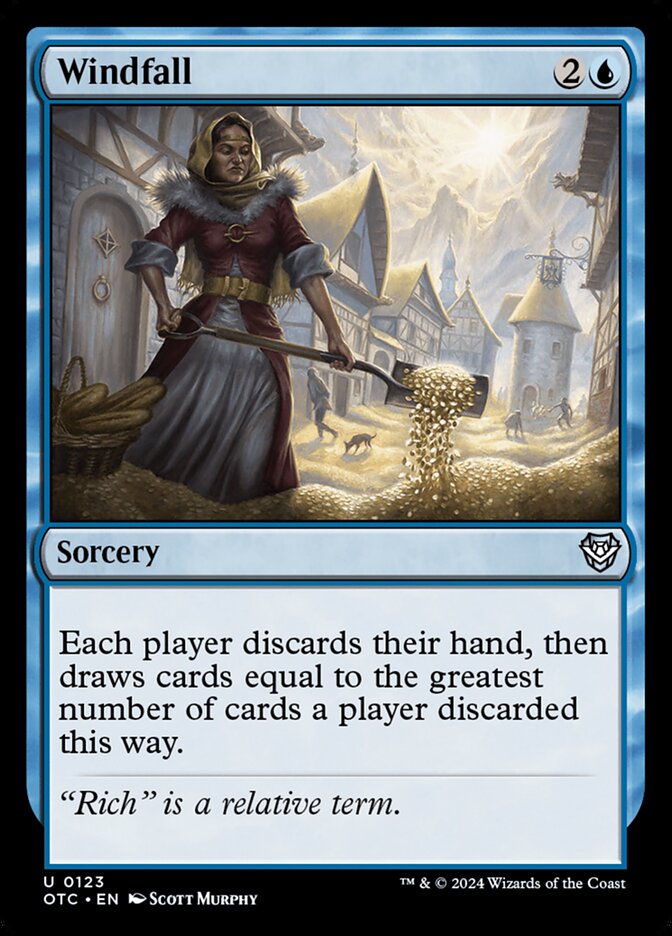 Windfall 2
Sorcery
Each player discards their hand, then
draws cards equal to the greatest
number of cards a player discarded
this way.
“Rich” is a relative term.
U 0123
OTC • EN Scott Murphy
™ & © 2024 Wizards of the Coast